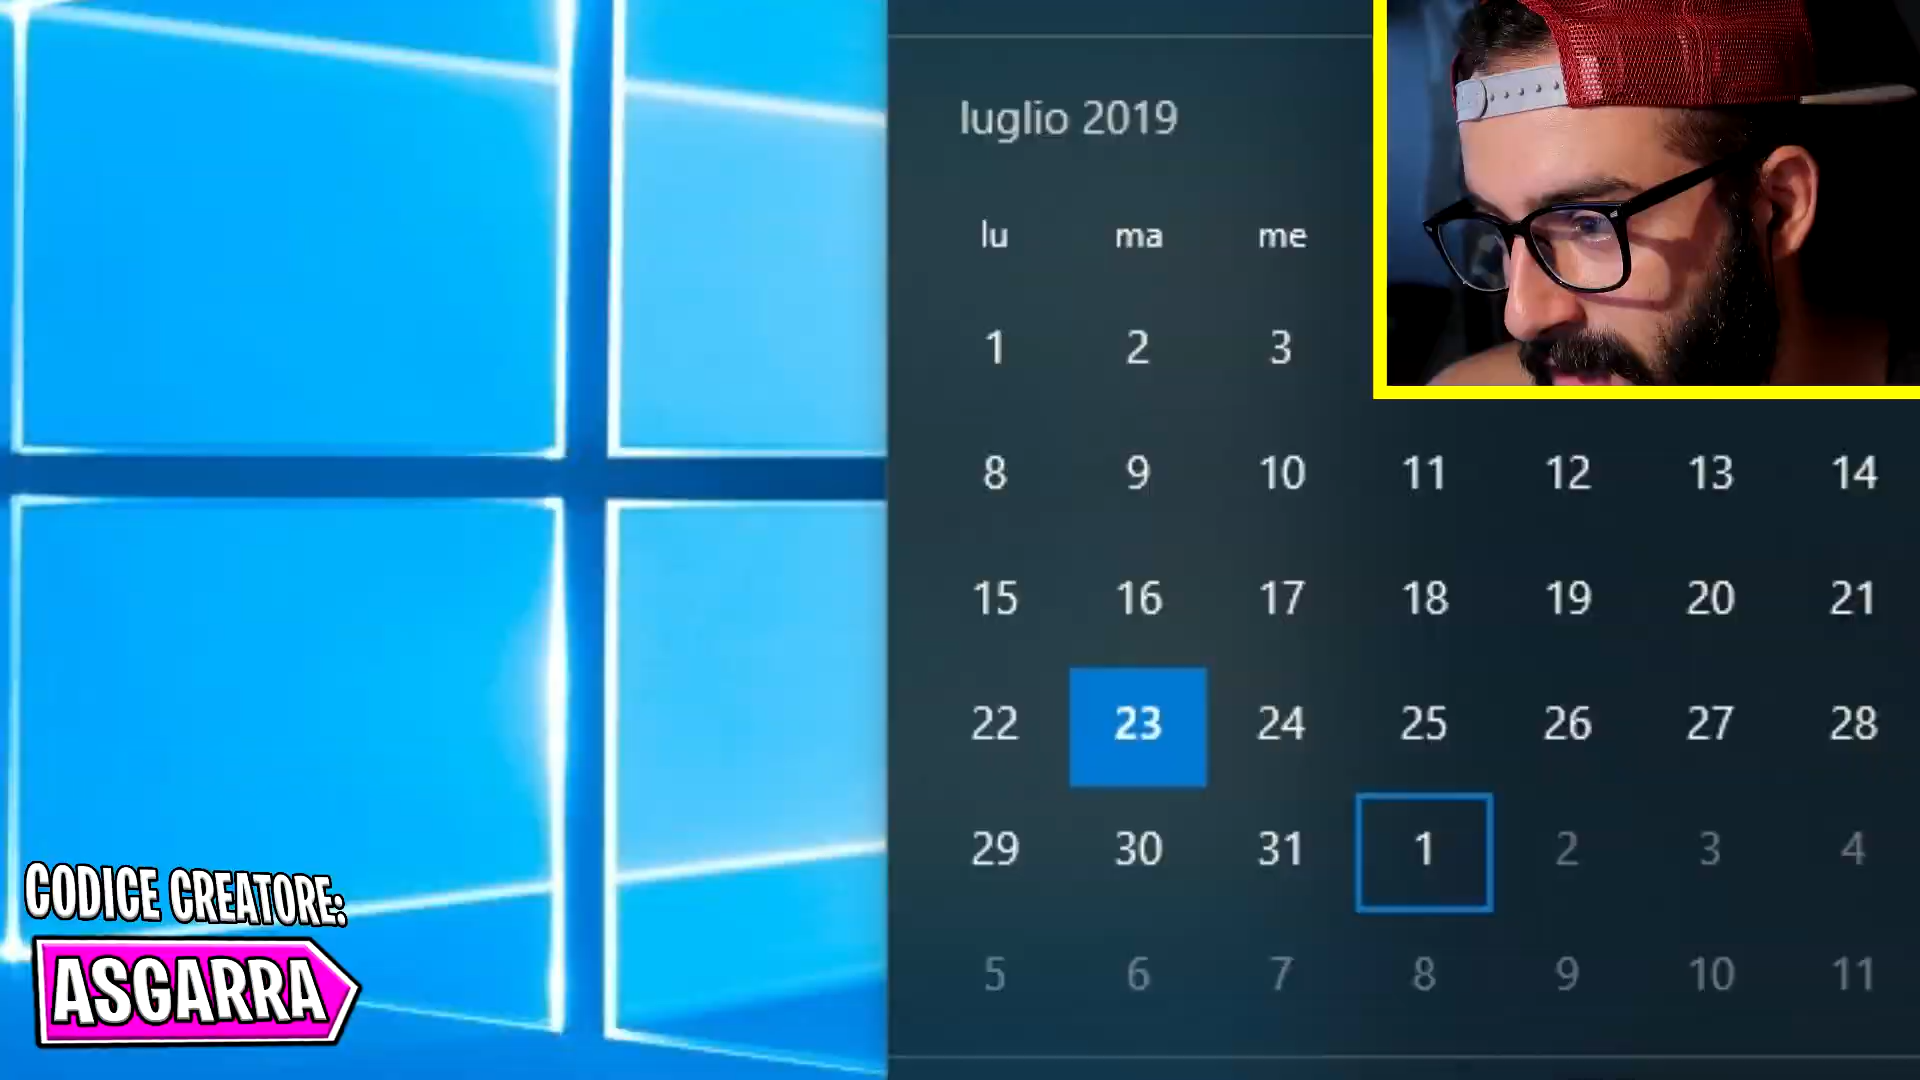 luglio 2019
lu ma me
1 2 3
8 9 10 11 12 13 14
15 16 17 18 19 20 21
22 23 24 25 26 27 28
29 30 31 1 2 3 4
5 6 7 8 9 10 11
CODICE CREATORE:
ASGARRA